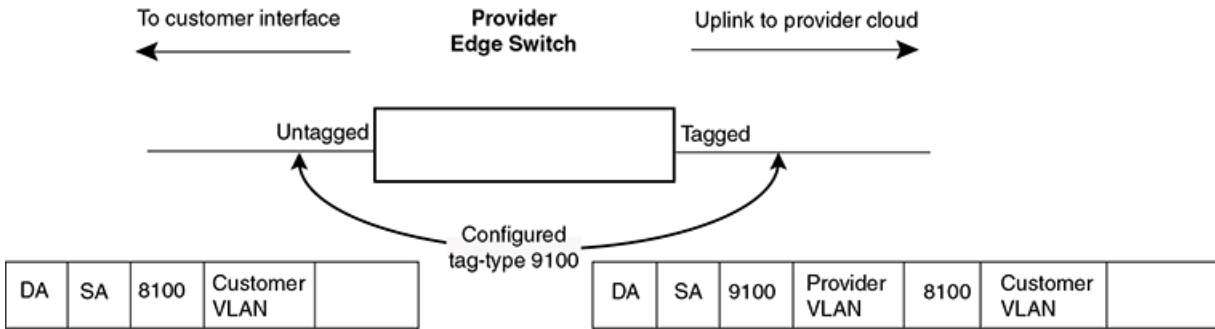 To customer interface
Provider
Edge Switch
Uplink to provider cloud
Untagged
Tagged
Configured
tag-type 9100
DA SA 8100 Customer
VLAN
DA SA 9100 Provider
VLAN 8100 Customer
VLAN